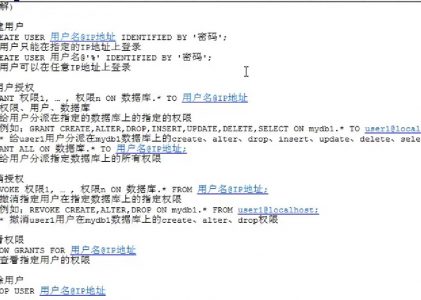 解)
建用户
EATE USER 用户名@IP地址 IDENTIFIED BY '密码';
用户只能在指定的IP地址上登录
EATE USER 用户名@'%' IDENTIFIED BY '密码';
用户可以在任意IP地址上登录
用户授权
ANT 权限1, … , 权限n ON 数据库.* TO 用户名@IP地址
权限、用户、数据库
给用户分派在指定的数据库上的指定的权限
例如: GRANT CREATE,ALTER,DROP,INSERT,UPDATE,DELETE,SELECT ON mydb1.* TO user1@local
* 给user1用户分派在mydb1数据库上的create、alter、drop、insert、update、delete、sele
ANT ALL ON 数据库.* TO 用户名@IP地址;
给用户分派指定数据库上的所有权限
消授权
VOKE 权限1, … , 权限n ON 数据库.* FROM 用户名@IP地址;
撤消指定用户在指定数据库上的指定权限
例如: REVOKE CREATE,ALTER,DROP ON mydb1.* FROM user1@localhost;
* 撤消user1用户在mydb1数据库上的create、alter、drop权限
看权限
OW GRANTS FOR 用户名@IP地址
查看指定用户的权限
除用户
OP USER 用户名@IP地址